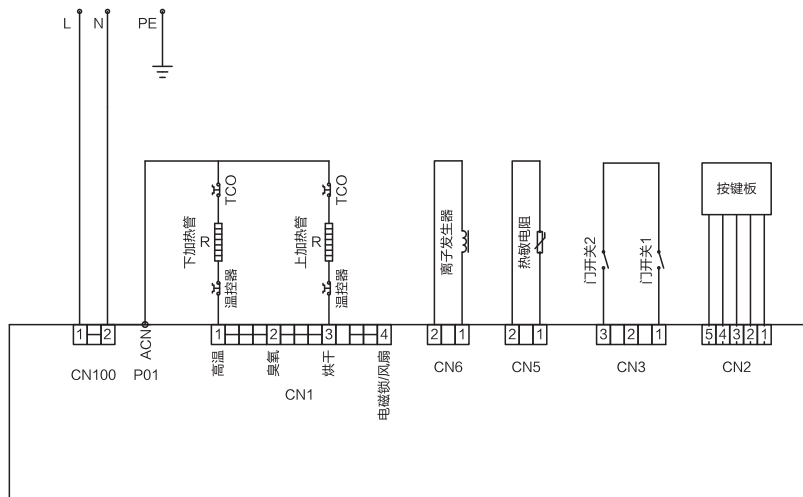 L
N
PE
TCO
TCO
下加热管
R
上加热管
R
温控器
温控器
离子发生器
热敏电阻
门开关2
门开关1
按键板
1
2
ACN
1
2
3
4
2
1
2
1
3
2
1
5
4
3
2
1
高温
臭氧
烘干
电磁锁/风扇
CN100
P01
CN1
CN6
CN5
CN3
CN2